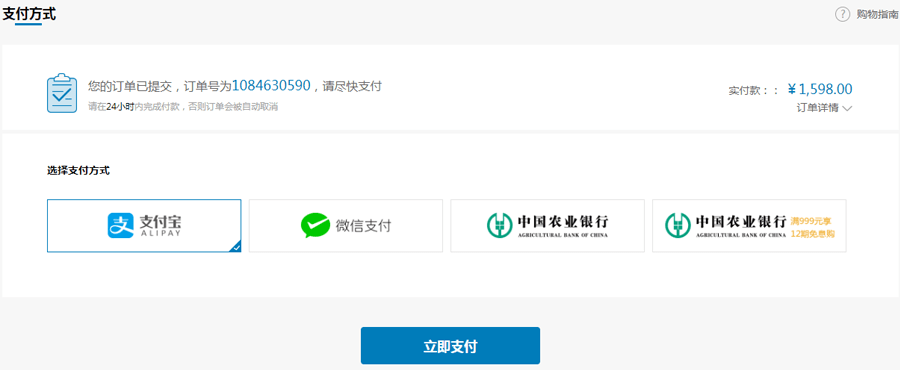 支付方式
? 购物指南
您的订单已提交，订单号为1084630590，请尽快支付
请在24小时内完成付款，否则订单会被自动取消
实付款：： ￥1,598.00
订单详情
选择支付方式
支付宝
ALIPAY
微信支付
中国农业银行
AGRICULTURAL BANK OF CHINA
中国农业银行
AGRICULTURAL BANK OF CHINA
满999元享
12期免息购
立即支付